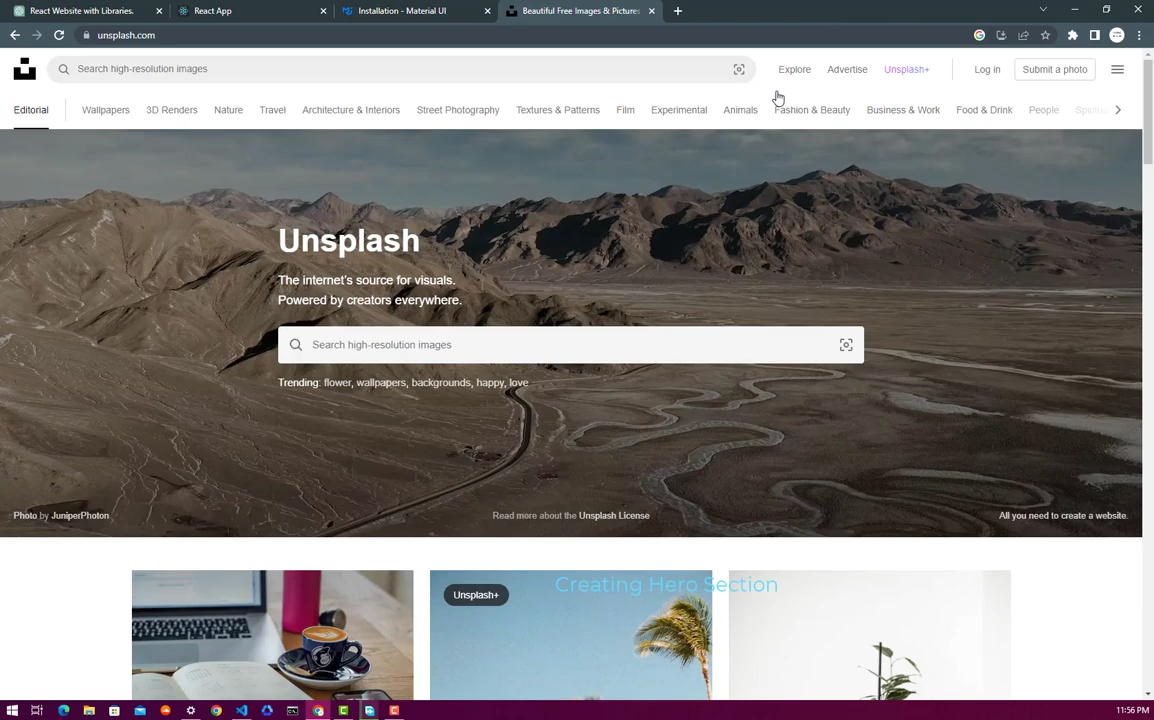 React Website with Libraries.
React App
Installation - Material UI
Beautiful Free Images & Pictures
unsplash.com
Search high-resolution images
Explore
Advertise
Unsplash+
Log in
Submit a photo
Editorial
Wallpapers
3D Renders
Nature
Travel
Architecture & Interiors
Street Photography
Textures & Patterns
Film
Experimental
Animals
Fashion & Beauty
Business & Work
Food & Drink
People
Unsplash
The internet's source for visuals.
Powered by creators everywhere.
Search high-resolution images
Trending: flower, wallpapers, backgrounds, happy, love
Photo by JuniperPhoton
Read more about the Unsplash License
All you need to create a website.
Creating Hero Section
Unsplash+
11:56 PM